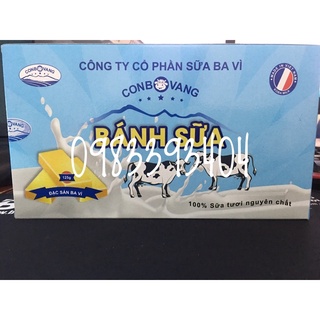 CONBOVANG
CÔNG TY CỔ PHẦN SỮA BA VÌ
CONBOVANG
BÁNH SỮA
0983393404
ĐẶC SẢN BA VÌ
100% Sữa tươi nguyên chất